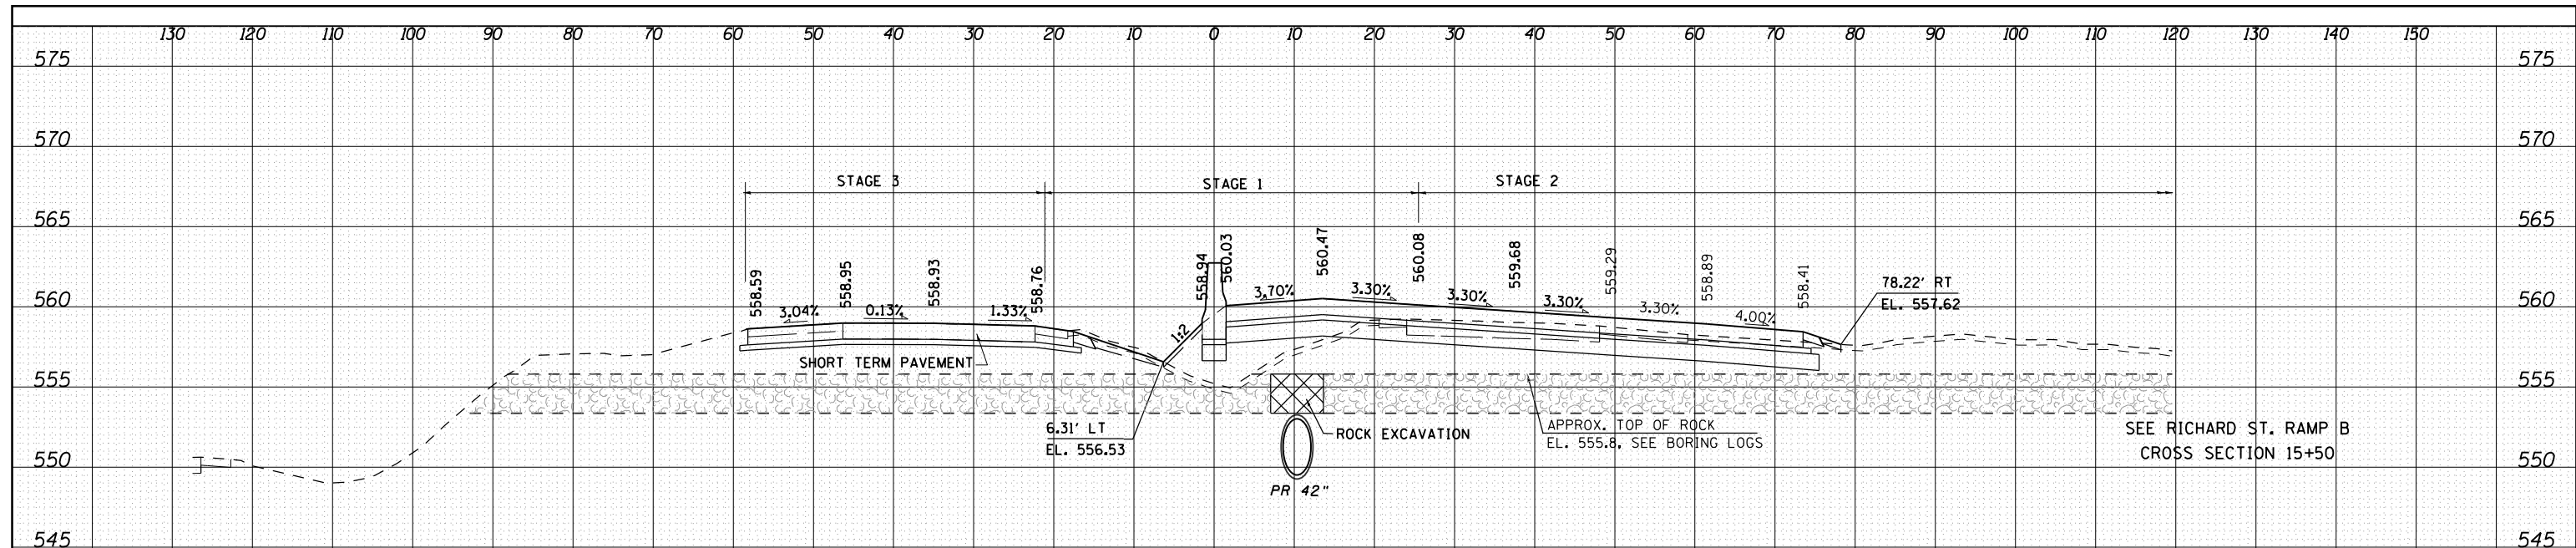 130 120 110 100 90 80 70 60 50 40 30 20 10 0 10 20 30 40 50 60 70 80 90 100 110 120 130 140 150
575 575
570 570
STAGE 3 STAGE 1 STAGE 2
565 565
558.59 558.95 558.93 558.76 558.94 560.03 560.47 560.08 559.68 559.29 558.89 558.41
78.22' RT
EL. 557.62
560 560
3.04% 0.13% 1.33% 3.70% 3.30% 3.30% 3.30% 3.30% 4.00%
1:2
SHORT TERM PAVEMENT
555 555
6.31' LT
EL. 556.53
ROCK EXCAVATION
APPROX. TOP OF ROCK
EL. 555.8, SEE BORING LOGS
SEE RICHARD ST. RAMP B
CROSS SECTION 15+50
550 550
PR 42"
545 545